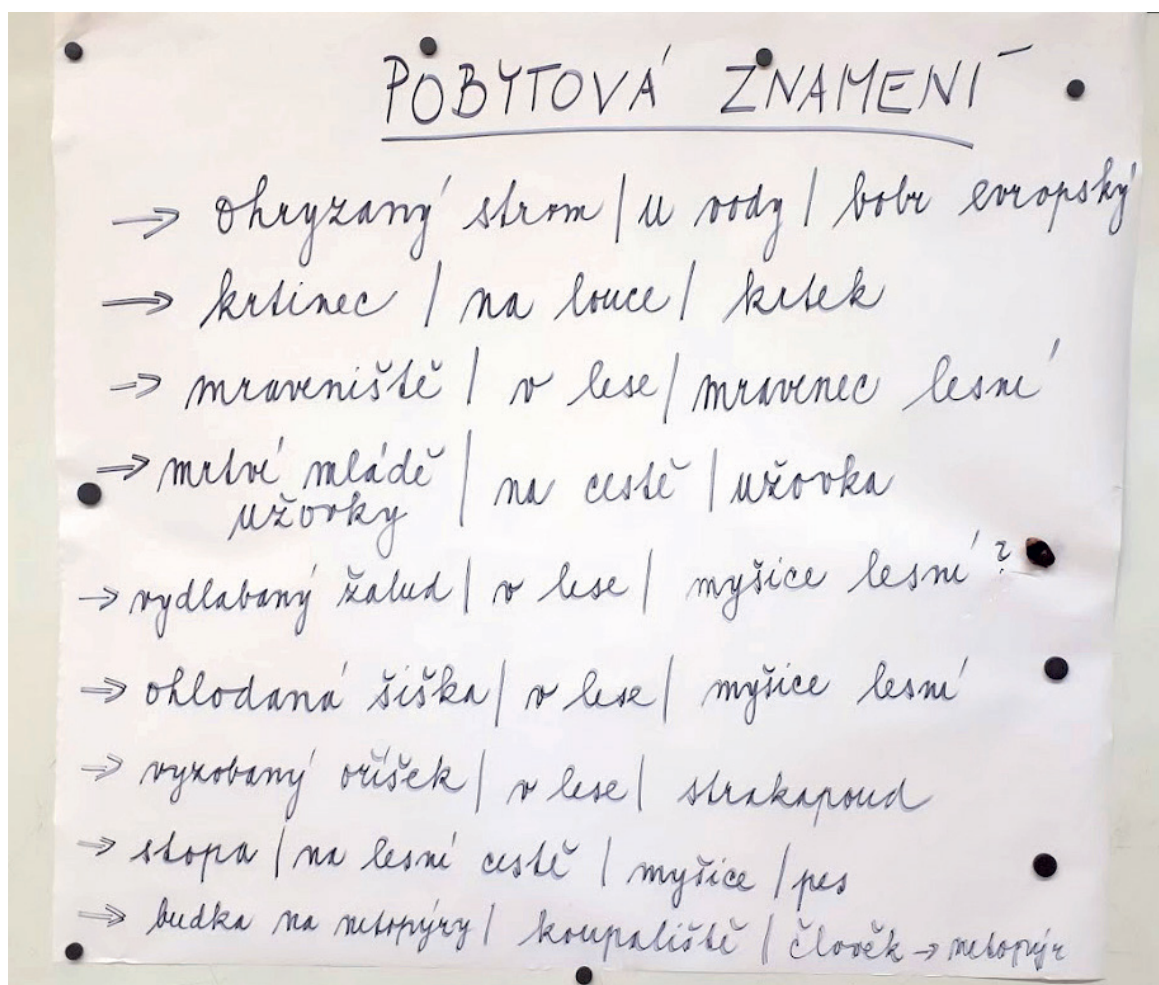 POBYTOVÁ ZNAMENÍ
→ ohryzaný strom | u vody | bobr evropský
→ krtinec | na louce | krtek
→ mraveniště | v lese | mravenec lesní
→ mrtvé mládě | na cestě | užovka
užovky
→ vydlabaný žalud | v lese | myšice lesní ?
→ ohlodaná šiška | v lese | myšice lesní
→ vyzobaný oříšek | v lese | strakapoud
→ stopa | na lesní cestě | myšice | pes
→ budka na netopýry | koupaliště | člověk → netopýr